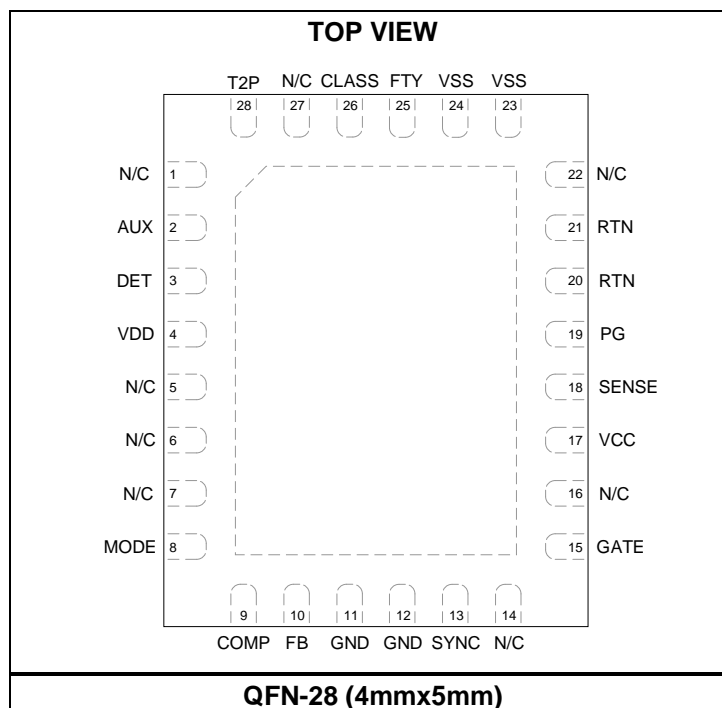 TOP VIEW
T2P N/C CLASS FTY VSS VSS
28 27 26 25 24 23
N/C 1 22 N/C
AUX 2 21 RTN
DET 3 20 RTN
VDD 4 19 PG
N/C 5 18 SENSE
N/C 6 17 VCC
N/C 7 16 N/C
MODE 8 15 GATE
9 10 11 12 13 14
COMP FB GND GND SYNC N/C
QFN-28 (4mmx5mm)